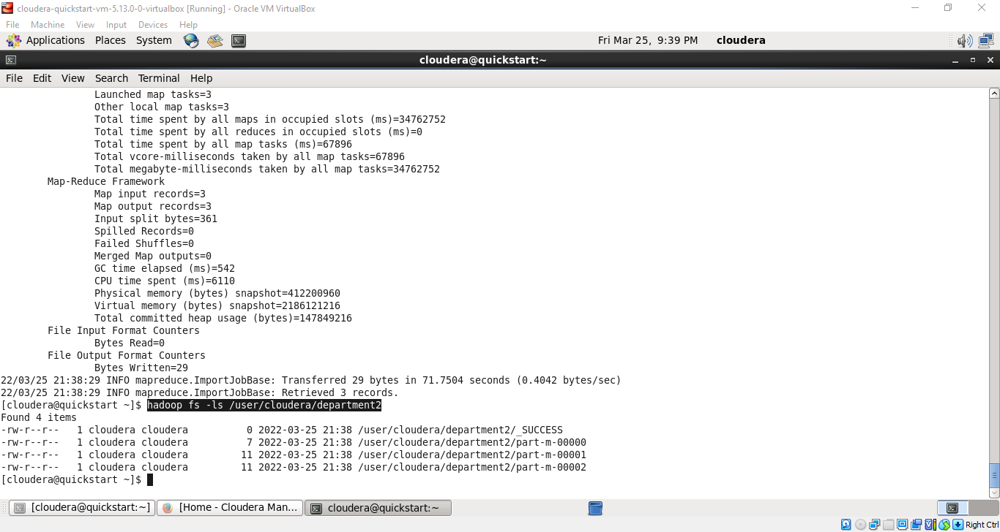 cloudera-quickstart-vm-5.13.0-0-virtualbox [Running] - Oracle VM VirtualBox
File Machine View Input Devices Help
Applications Places System Fri Mar 25, 9:39 PM cloudera
cloudera@quickstart:~
File Edit View Search Terminal Help
Launched map tasks=3
Other local map tasks=3
Total time spent by all maps in occupied slots (ms)=34762752
Total time spent by all reduces in occupied slots (ms)=0
Total time spent by all map tasks (ms)=67896
Total vcore-milliseconds taken by all map tasks=67896
Total megabyte-milliseconds taken by all map tasks=34762752
Map-Reduce Framework
Map input records=3
Map output records=3
Input split bytes=361
Spilled Records=0
Failed Shuffles=0
Merged Map outputs=0
GC time elapsed (ms)=542
CPU time spent (ms)=6110
Physical memory (bytes) snapshot=412200960
Virtual memory (bytes) snapshot=2186121216
Total committed heap usage (bytes)=147849216
File Input Format Counters
Bytes Read=0
File Output Format Counters
Bytes Written=29
22/03/25 21:38:29 INFO mapreduce.ImportJobBase: Transferred 29 bytes in 71.7504 seconds (0.4042 bytes/sec)
22/03/25 21:38:29 INFO mapreduce.ImportJobBase: Retrieved 3 records.
[cloudera@quickstart ~]$ hadoop fs -ls /user/cloudera/department2
Found 4 items
-rw-r--r--   1 cloudera cloudera          0 2022-03-25 21:38 /user/cloudera/department2/_SUCCESS
-rw-r--r--   1 cloudera cloudera          7 2022-03-25 21:38 /user/cloudera/department2/part-m-00000
-rw-r--r--   1 cloudera cloudera         11 2022-03-25 21:38 /user/cloudera/department2/part-m-00001
-rw-r--r--   1 cloudera cloudera         11 2022-03-25 21:38 /user/cloudera/department2/part-m-00002
[cloudera@quickstart ~]$
[cloudera@quickstart:~] [Home - Cloudera Man... cloudera@quickstart:~
Right Ctrl